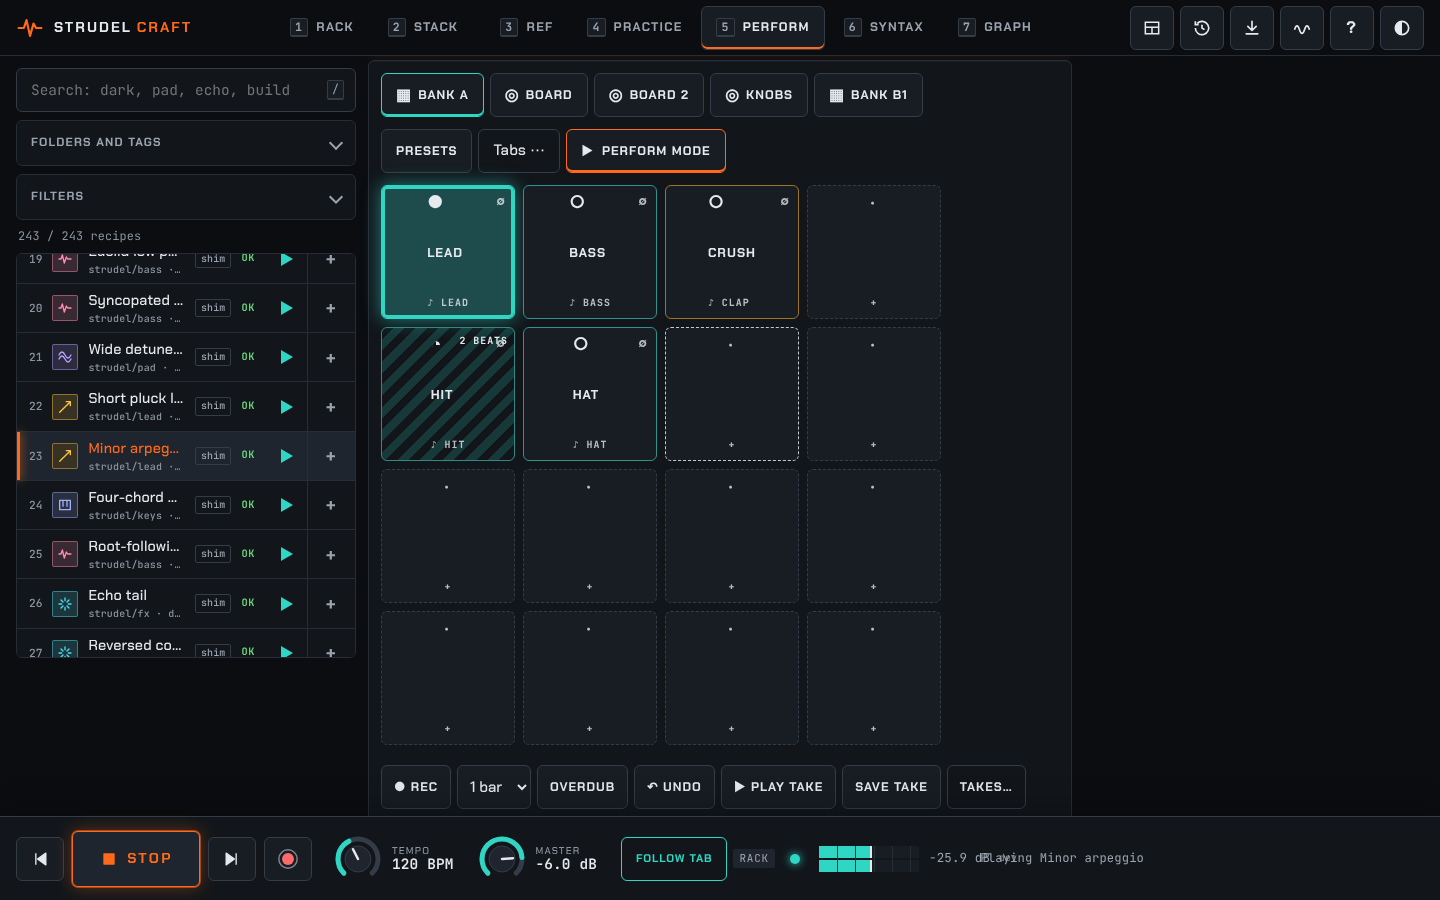 STRUDEL CRAFT
1 RACK
2 STACK
3 REF
4 PRACTICE
5 PERFORM
6 SYNTAX
7 GRAPH
?
Search: dark, pad, echo, build /
FOLDERS AND TAGS
FILTERS
243 / 243 recipes
19
strudel/bass ·… shim OK +
20 Syncopated …
strudel/bass ·… shim OK +
21 Wide detune…
strudel/pad · … shim OK +
22 Short pluck l…
strudel/lead ·… shim OK +
23 Minor arpeg…
strudel/lead ·… shim OK +
24 Four-chord …
strudel/keys ·… shim OK +
25 Root-followi…
strudel/bass ·… shim OK +
26 Echo tail
strudel/fx · d… shim OK +
27 Reversed co…
shim OK +
BANK A
BOARD
BOARD 2
KNOBS
BANK B1
PRESETS
Tabs ···
PERFORM MODE
LEAD
♪ LEAD
BASS
♪ BASS
CRUSH
♪ CLAP
2 BEATS
HIT
♪ HIT
HAT
♪ HAT
REC
1 bar
OVERDUB
↶ UNDO
PLAY TAKE
SAVE TAKE
TAKES…
STOP
TEMPO
120 BPM
MASTER
-6.0 dB
FOLLOW TAB
RACK
-25.9
Minor arpeggio